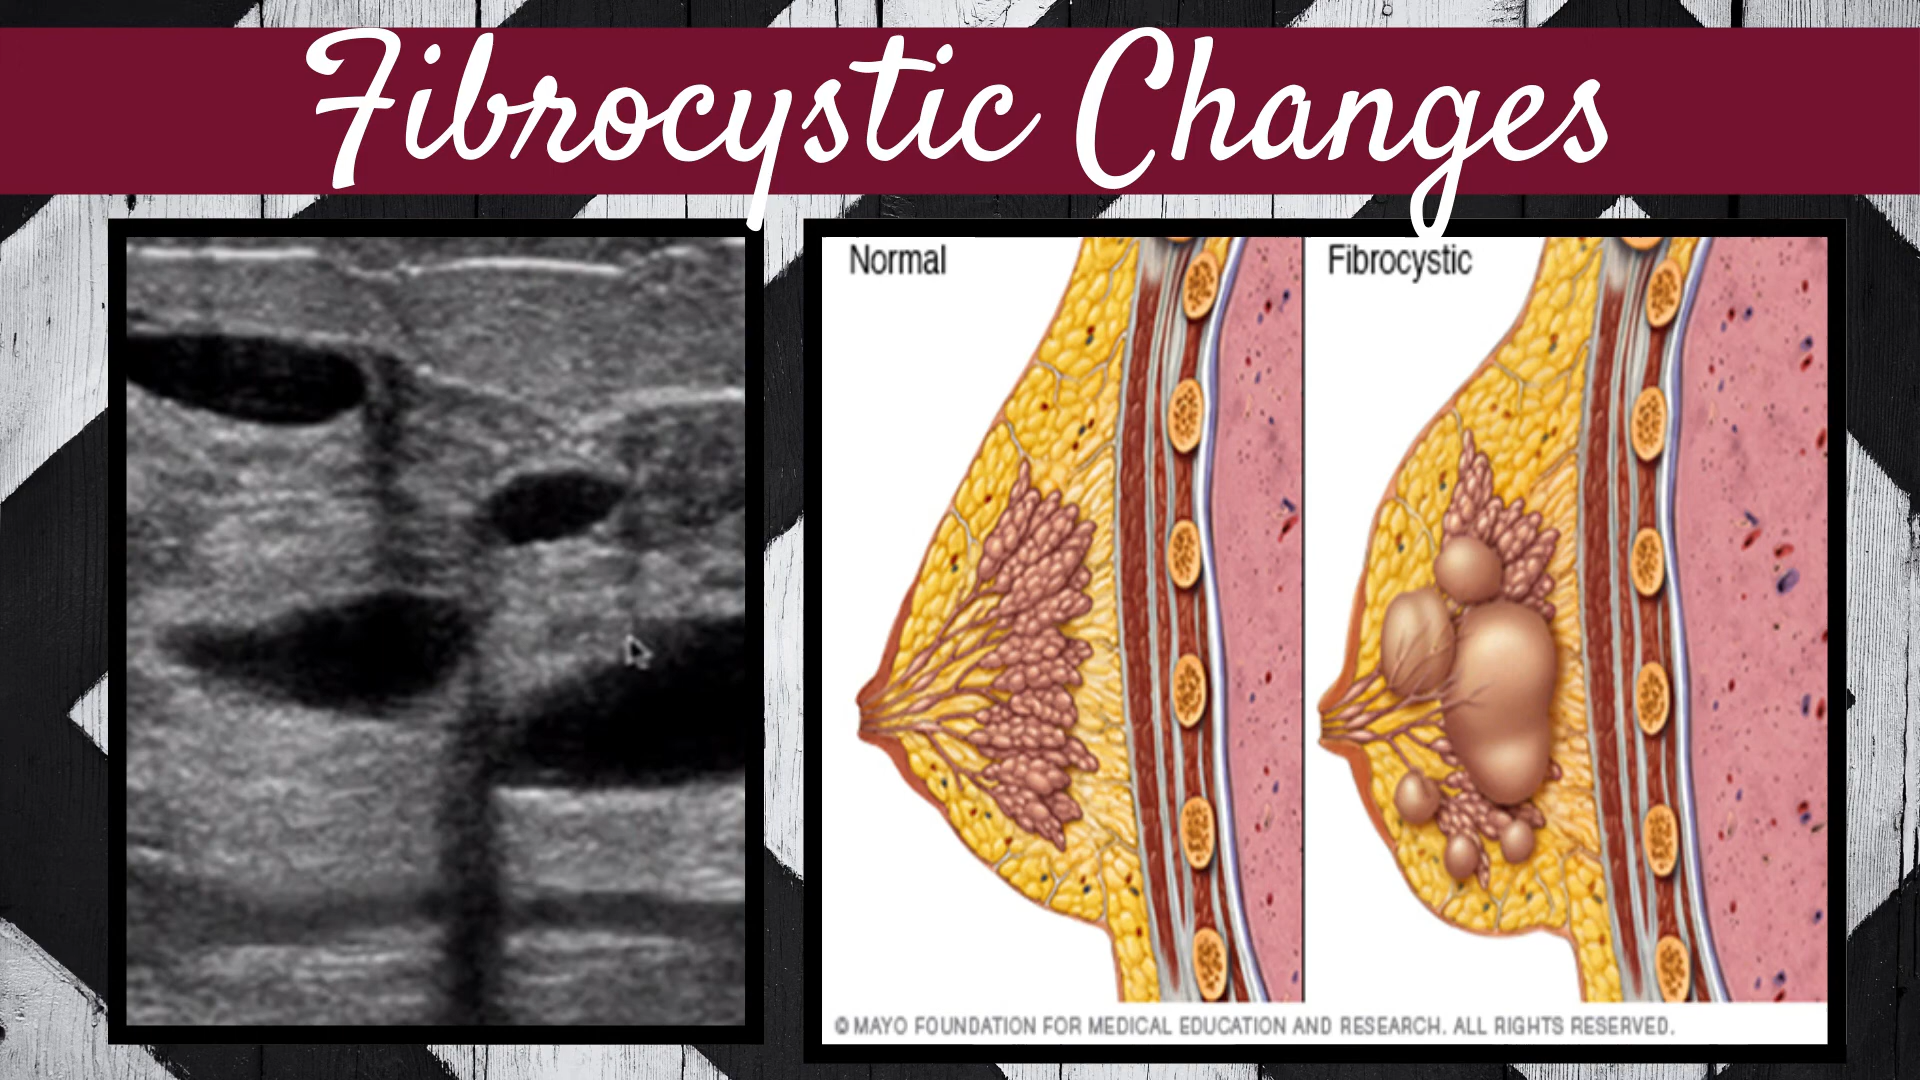 Fibrocystic Changes
Normal
Fibrocystic
© MAYO FOUNDATION FOR MEDICAL EDUCATION AND RESEARCH. ALL RIGHTS RESERVED.